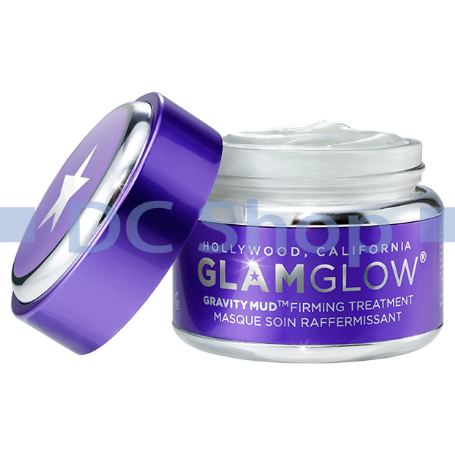 DC Shop
HOLLYWOOD, CALIFORNIA
GLAMGLOW®
GRAVITYMUD™ FIRMING TREATMENT
MASQUE SOIN RAFFERMISSANT